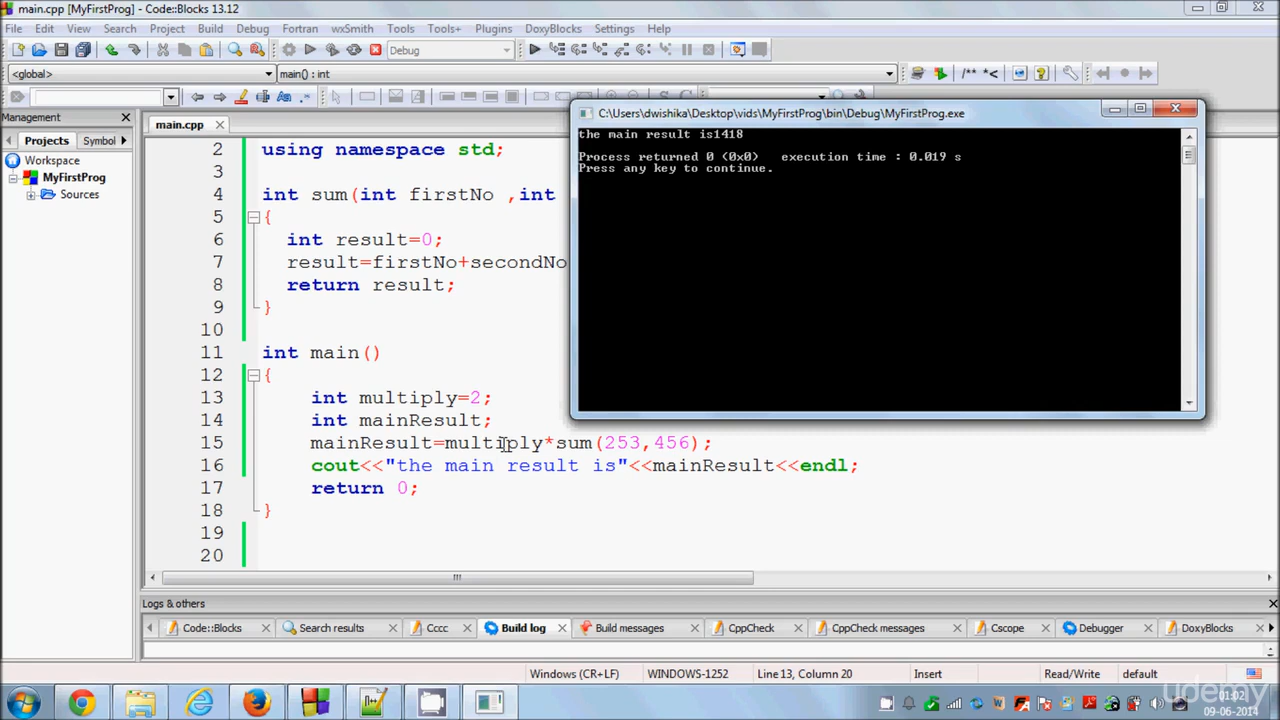 main.cpp [MyFirstProg] - Code::Blocks 13.12
File Edit View Search Project Build Debug Fortran wxSmith Tools Tools+ Plugins DoxyBlocks Settings Help
Debug
<global> main() : int /** *<
Management
main.cpp
Projects Symbol
Workspace
MyFirstProg
Sources
2 using namespace std;
4 int sum(int firstNo ,int
5 {
6 int result=0;
7 result=firstNo+secondNo
8 return result;
9 }
10
11 int main()
12 {
13 int multiply=2;
14 int mainResult;
15 mainResult=multiply*sum(253,456);
16 cout<<"the main result is"<<mainResult<<endl;
17 return 0;
18 }
19
20
C:\Users\dwishika\Desktop\vids\MyFirstProg\bin\Debug\MyFirstProg.exe
the main result is1418
Process returned 0 (0x0) execution time : 0.019 s
Press any key to continue.
Logs & others
Code::Blocks Search results Cccc Build log Build messages CppCheck CppCheck messages Cscope Debugger DoxyBlocks
Windows (CR+LF) WINDOWS-1252 Line 13, Column 20 Insert Read/Write default
udemy
01:02
09-06-2014